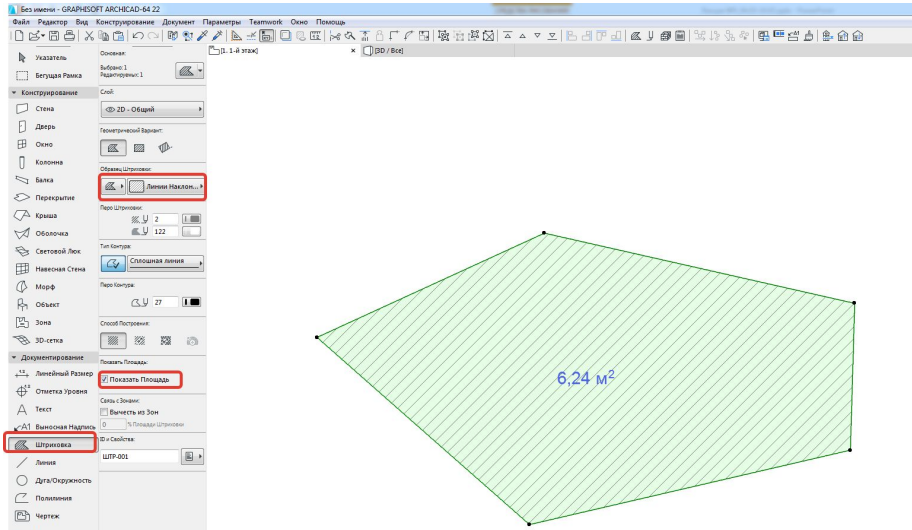 Без имени - GRAPHISOFT ARCHICAD-64 22
Файл Редактор Вид Конструирование Документ Параметры Teamwork Окно Помощь
[1. 1-й этаж]
[3D / Все]
Указатель
Бегущая Рамка
Конструирование
Стена
Дверь
Окно
Колонна
Балка
Перекрытие
Крыша
Оболочка
Световой Люк
Навесная Стена
Морф
Объект
Зона
3D-сетка
Документирование
Линейный Размер
Отметка Уровня
Текст
Выносная Надпись
Штриховка
Линия
Дуга/Окружность
Полилиния
Чертеж
Основная:
Выбрано: 1
Редактируемых: 1
Слой:
2D - Общий
Геометрический Вариант:
Образец Штриховки:
Линии Наклон...
Перо Штриховки:
2
122
Тип Контура:
Сплошная линия
Перо Контура:
27
Способ Построения:
Показать Площадь:
Показать Площадь
Связь с Зонами:
Вычесть из Зон
0 % Площади Штриховки
ID и Свойства:
ШТР-001
6,24 м²